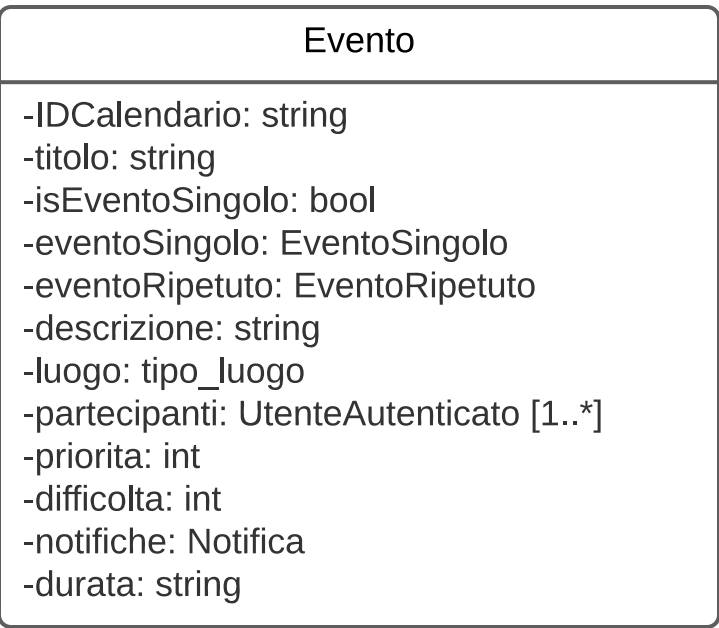 Evento
-IDCalendario: string
-titolo: string
-isEventoSingolo: bool
-eventoSingolo: EventoSingolo
-eventoRipetuto: EventoRipetuto
-descrizione: string
-luogo: tipo_luogo
-partecipanti: UtenteAutenticato [1..*]
-priorita: int
-difficolta: int
-notifiche: Notifica
-durata: string